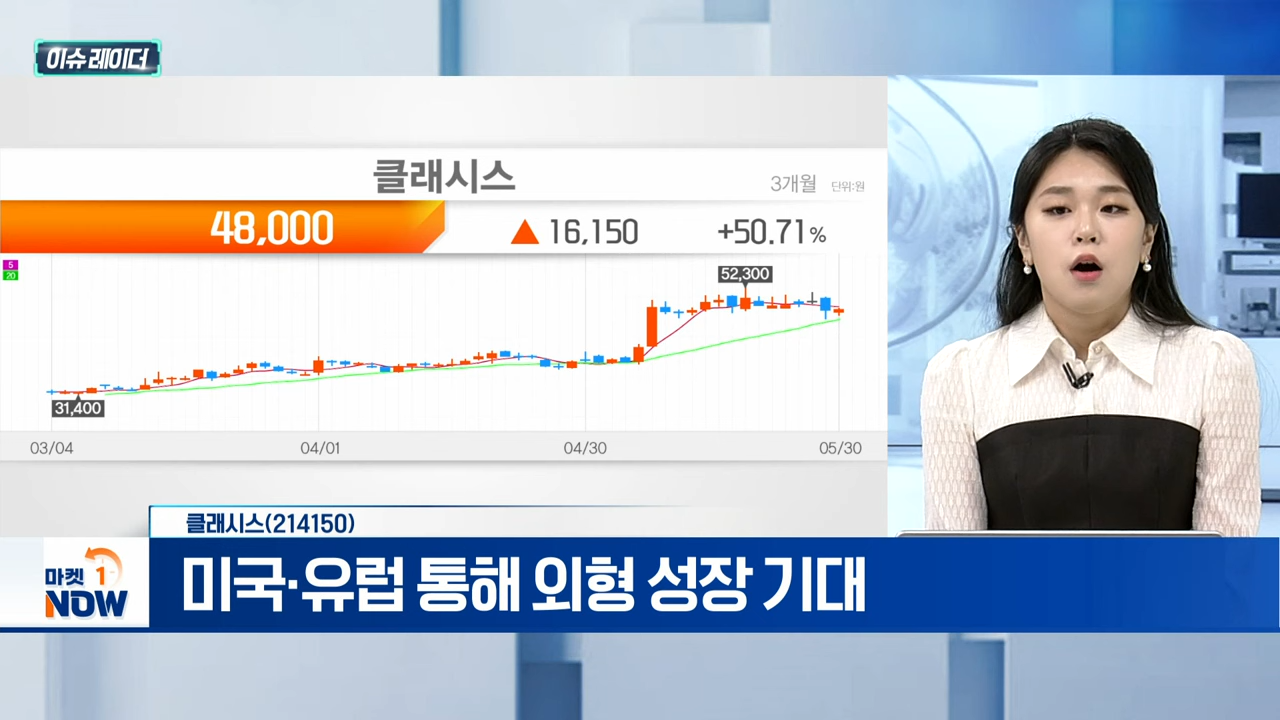 이슈 레이더
클래시스
3개월 단위:원
48,000 ▲ 16,150 +50.71%
5
20
52,300
31,400
03/04 04/01 04/30 05/30
클래시스(214150)
마켓 1
NOW
미국·유럽 통해 외형 성장 기대